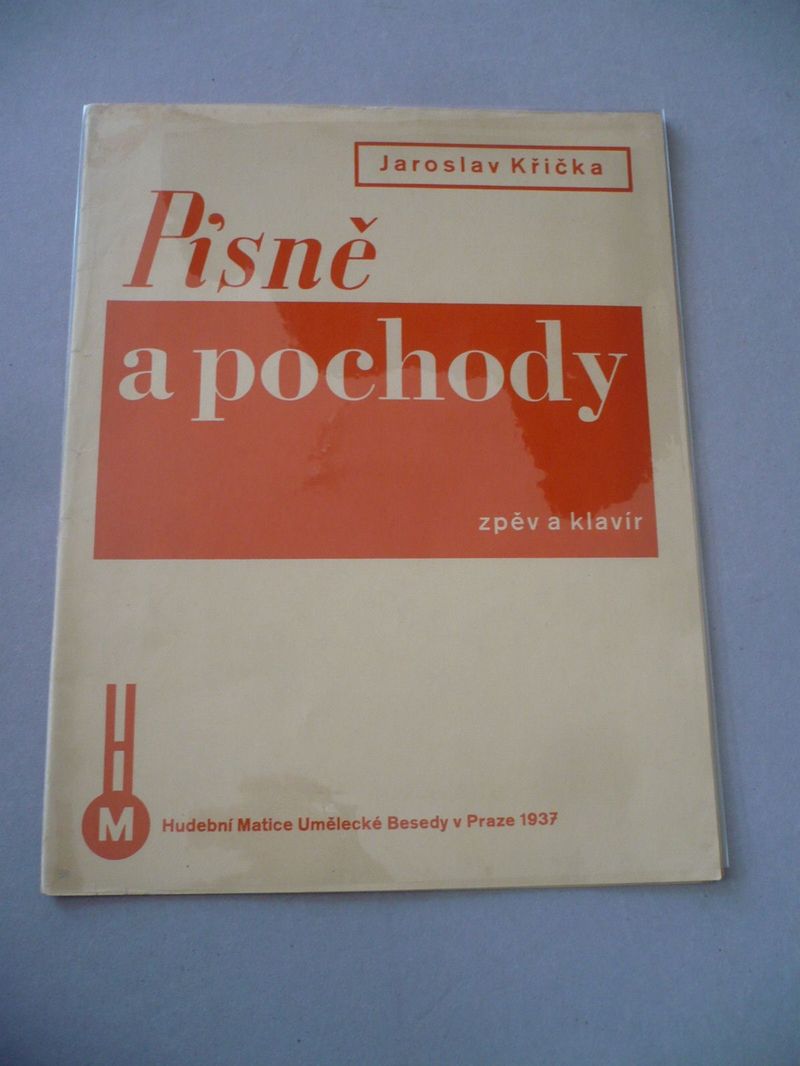 Jaroslav Křička
Písně
a pochody
zpěv a klavír
HM
Hudební Matice Umělecké Besedy v Praze 1937